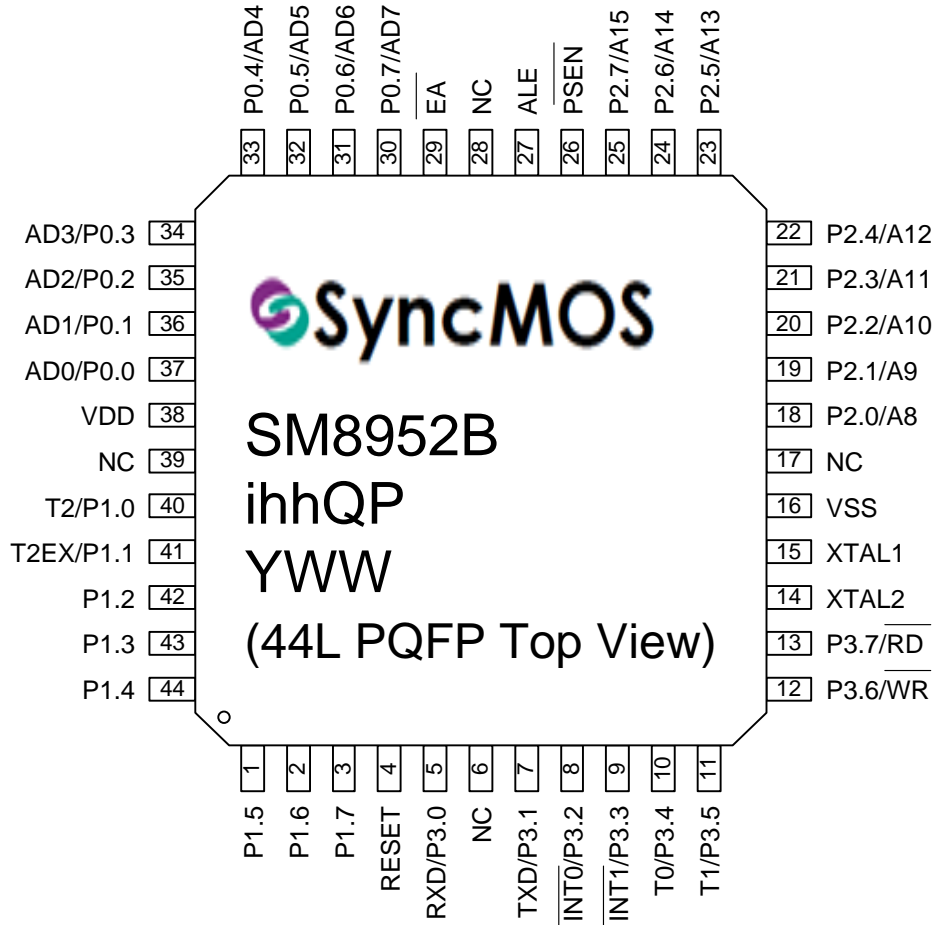 P0.4/AD4
P0.5/AD5
P0.6/AD6
P0.7/AD7
EA
NC
ALE
PSEN
P2.7/A15
P2.6/A14
P2.5/A13
33
32
31
30
29
28
27
26
25
24
23
AD3/P0.3 34
AD2/P0.2 35
AD1/P0.1 36
AD0/P0.0 37
VDD 38
NC 39
T2/P1.0 40
T2EX/P1.1 41
P1.2 42
P1.3 43
P1.4 44
SyncMOS
SM8952B
ihhQP
YWW
(44L PQFP Top View)
22 P2.4/A12
21 P2.3/A11
20 P2.2/A10
19 P2.1/A9
18 P2.0/A8
17 NC
16 VSS
15 XTAL1
14 XTAL2
13 P3.7/RD
12 P3.6/WR
1
2
3
4
5
6
7
8
9
10
11
P1.5
P1.6
P1.7
RESET
RXD/P3.0
NC
TXD/P3.1
INT0/P3.2
INT1/P3.3
T0/P3.4
T1/P3.5